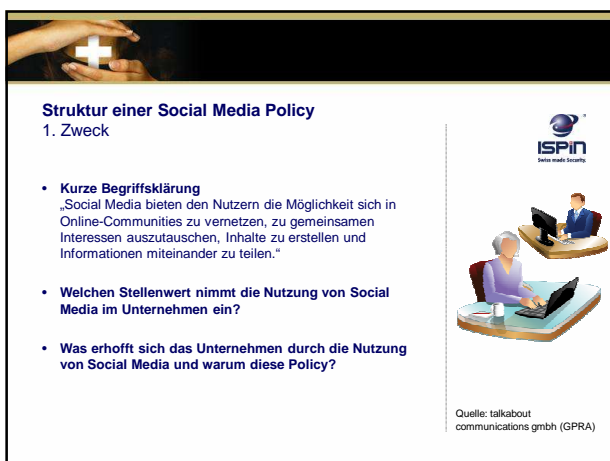 Struktur einer Social Media Policy
1. Zweck
• Kurze Begriffsklärung
„Social Media bieten den Nutzern die Möglichkeit sich in
Online-Communities zu vernetzen, zu gemeinsamen
Interessen auszutauschen, Inhalte zu erstellen und
Informationen miteinander zu teilen.“
• Welchen Stellenwert nimmt die Nutzung von Social
Media im Unternehmen ein?
• Was erhofft sich das Unternehmen durch die Nutzung
von Social Media und warum diese Policy?
ISPiN
Swiss made Security.
Quelle: talkabout
communications gmbh (GPRA)